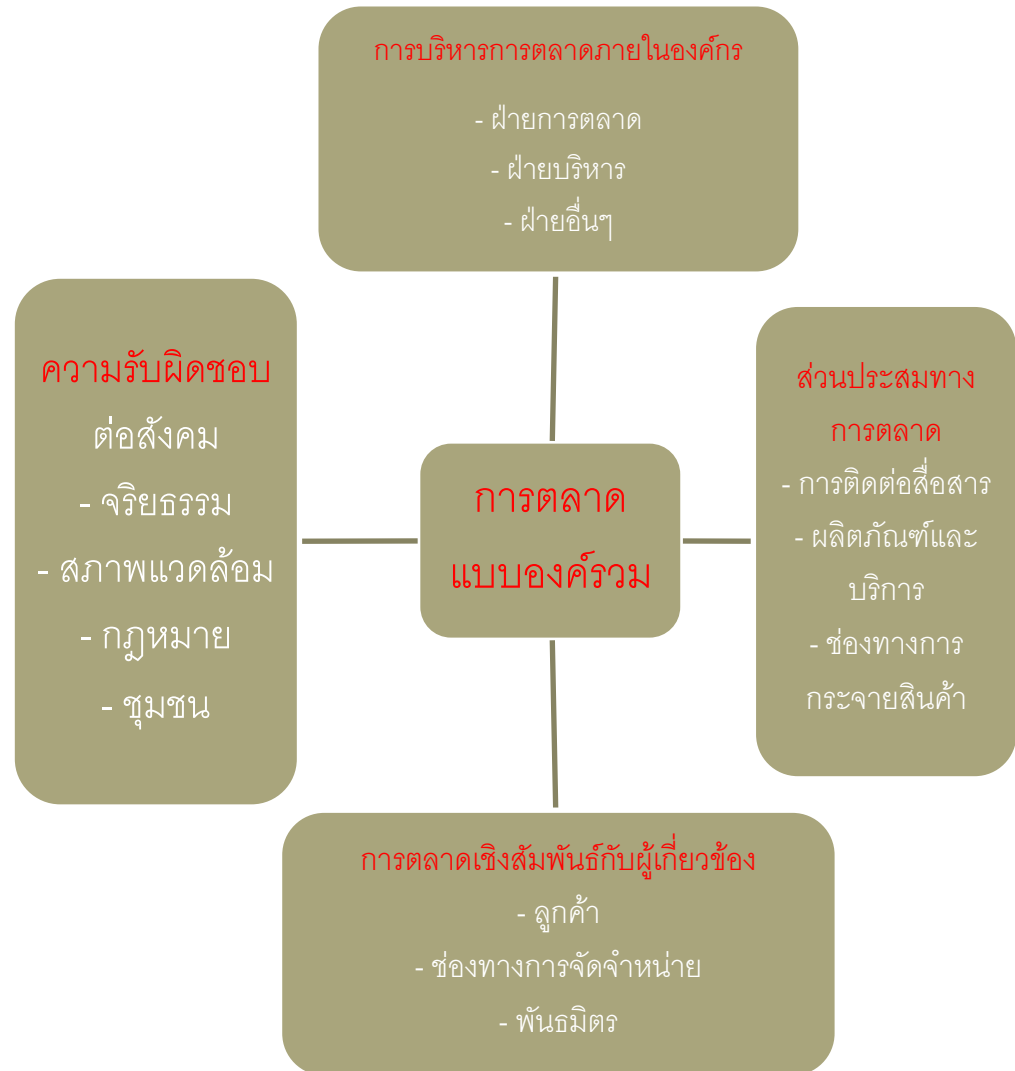 การบริหารการตลาดภายในองค์กร
- ฝ่ายการตลาด
- ฝ่ายบริหาร
- ฝ่ายอื่นๆ
ความรับผิดชอบ
ต่อสังคม
- จริยธรรม
- สภาพแวดล้อม
- กฎหมาย
- ชุมชน
การตลาด
แบบองค์รวม
ส่วนประสมทาง
การตลาด
- การติดต่อสื่อสาร
- ผลิตภัณฑ์และ
บริการ
- ช่องทางการ
กระจายสินค้า
การตลาดเชิงสัมพันธ์กับผู้เกี่ยวข้อง
- ลูกค้า
- ช่องทางการจัดจำหน่าย
- พันธมิตร